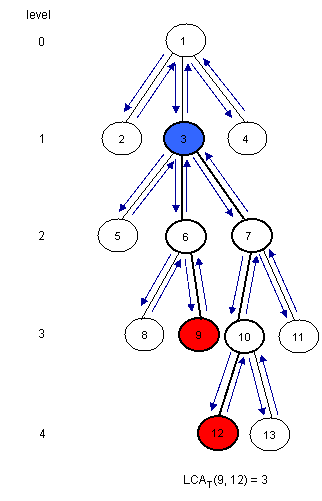 level
0 1
1 2 3 4
2 5 6 7
3 8 9 10 11
4 12 13
LCA_T(9, 12) = 3